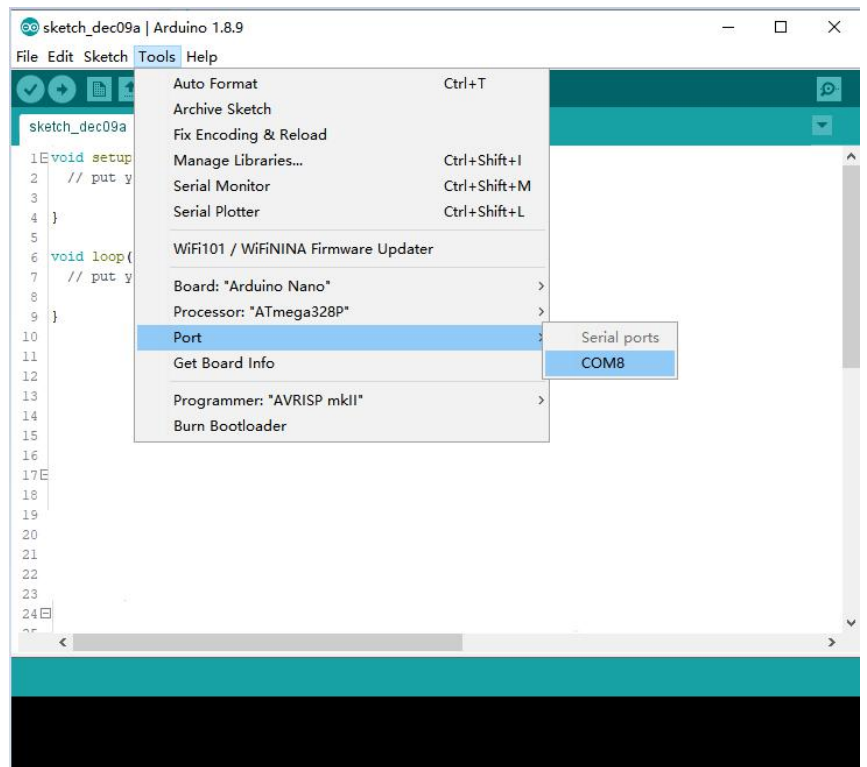 sketch_dec09a | Arduino 1.8.9
File Edit Sketch Tools Help
Auto Format Ctrl+T
Archive Sketch
sketch_dec09a
Fix Encoding & Reload
1 void setup
Manage Libraries... Ctrl+Shift+I
2 // put y
Serial Monitor Ctrl+Shift+M
3
4 }
Serial Plotter Ctrl+Shift+L
5
6 void loop(
WiFi101 / WiFiNINA Firmware Updater
7 // put y
Board: "Arduino Nano"
8
9 }
Processor: "ATmega328P"
10
Port
Serial ports
11
Get Board Info
COM8
12
13
Programmer: "AVRISP mkII"
14
Burn Bootloader
15
16
17
18
19
20
21
22
23
24